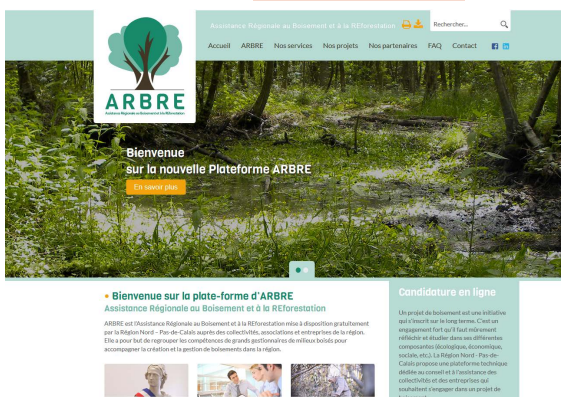 Assistance Régionale au Boisement et à la REforestation
Rechercher...
Accueil ARBRE Nos services Nos projets Nos partenaires FAQ Contact
ARBRE
Assistance Régionale au Boisement et à la REforestation
Bienvenue
sur la nouvelle Plateforme ARBRE
En savoir plus
Bienvenue sur la plate-forme d'ARBRE
Assistance Régionale au Boisement et à la REforestation
ARBRE est l'Assistance Régionale au Boisement et à la REforestation mise à disposition gratuitement
par la Région Nord – Pas-de-Calais auprès des collectivités, associations et entreprises de la région.
Elle a pour but de regrouper les compétences de grands gestionnaires de milieux boisés pour
accompagner la création et la gestion de boisements dans la région.
Candidature en ligne
Un projet de boisement est une initiative
qui s'inscrit sur le long terme. C'est un
engagement fort qu'il faut mûrement
réfléchir et étudier dans ses différentes
composantes (écologique, économique,
sociale, etc.). La Région Nord - Pas-de-
Calais propose une plateforme technique
dédiée au conseil et à l'assistance des
collectivités et des entreprises qui
souhaitent s'engager dans un projet de